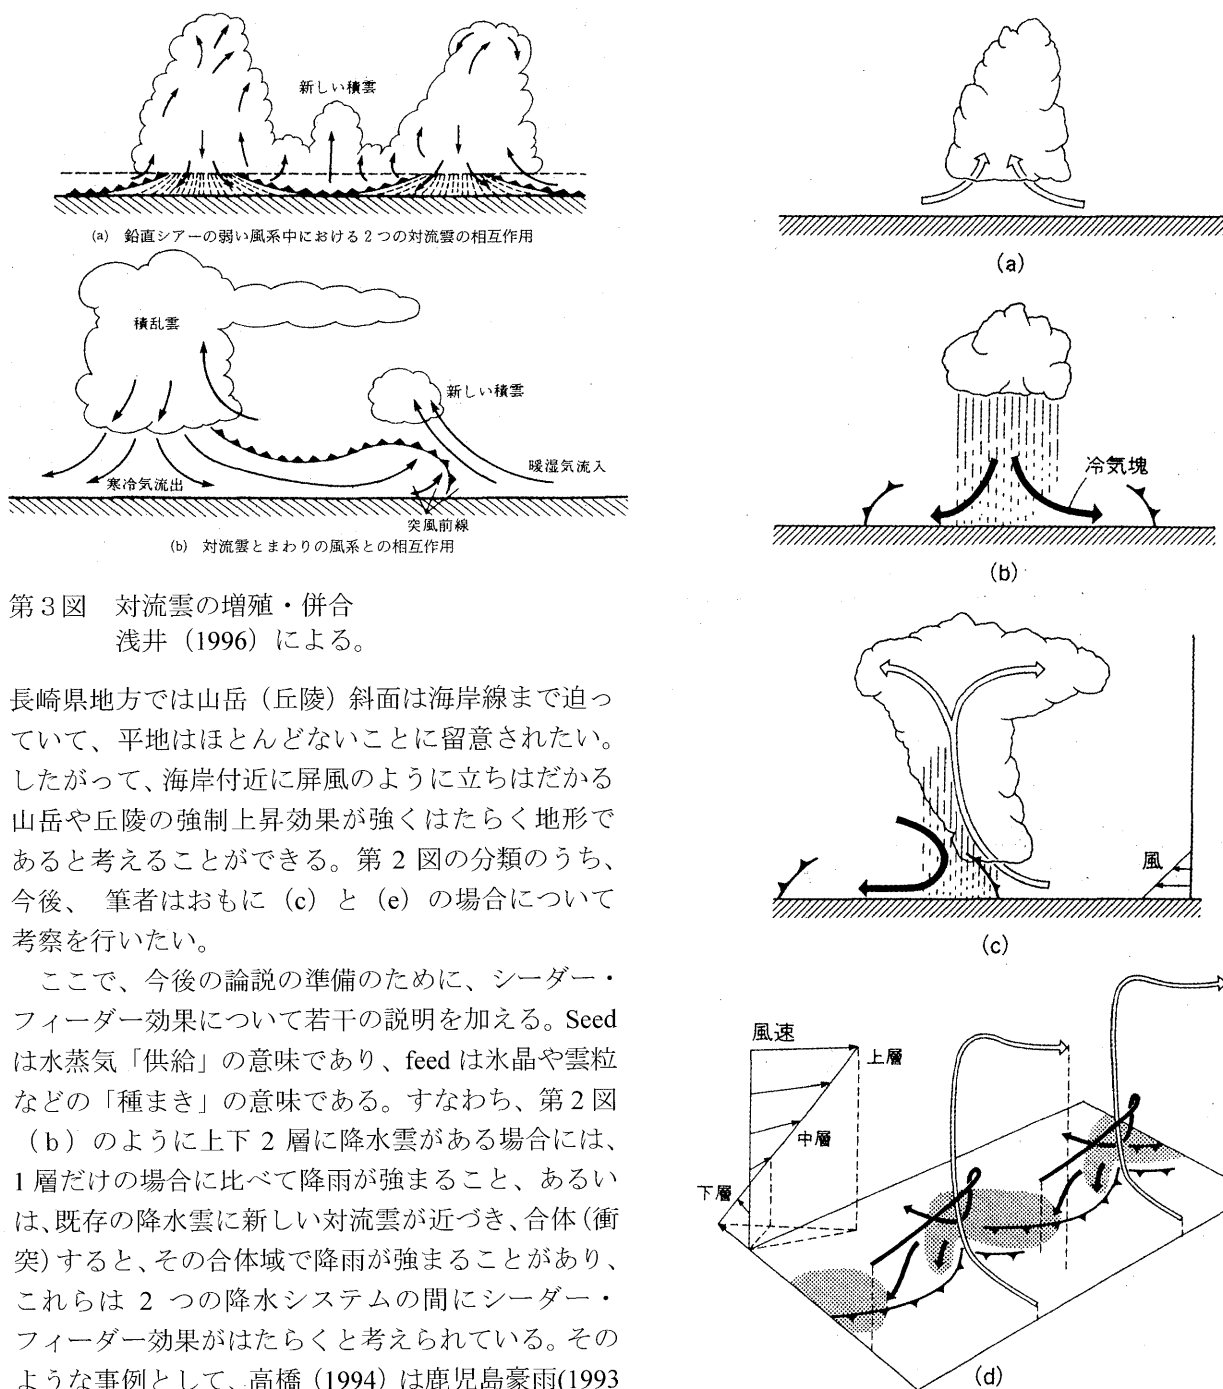 新しい積雲
(a) 鉛直シアーの弱い風系中における2つの対流雲の相互作用
積乱雲
新しい積雲
暖湿気流入
寒冷気流出
突風前線
(b) 対流雲とまわりの風系との相互作用
第3図 対流雲の増殖・併合
浅井（1996）による。
長崎県地方では山岳（丘陵）斜面は海岸線まで迫っ
ていて、平地はほとんどないことに留意されたい。
したがって、海岸付近に屏風のように立ちはだかる
山岳や丘陵の強制上昇効果が強くはたらく地形で
あると考えることができる。第 2 図の分類のうち、
今後、 筆者はおもに（c）と（e）の場合について
考察を行いたい。
ここで、今後の論説の準備のために、シーダー・
フィーダー効果について若干の説明を加える。Seed
は水蒸気「供給」の意味であり、feed は氷晶や雲粒
などの「種まき」の意味である。すなわち、第2図
（b）のように上下 2 層に降水雲がある場合には、
1 層だけの場合に比べて降雨が強まること、あるい
は、既存の降水雲に新しい対流雲が近づき、合体（衝
突）すると、その合体域で降雨が強まることがあり、
これらは 2 つの降水システムの間にシーダー・
フィーダー効果がはたらくと考えられている。その
ような事例として、高橋（1994）は鹿児島豪雨(1993
(a)
冷気塊
(b)
風
(c)
風速
上層
中層
下層
(d)